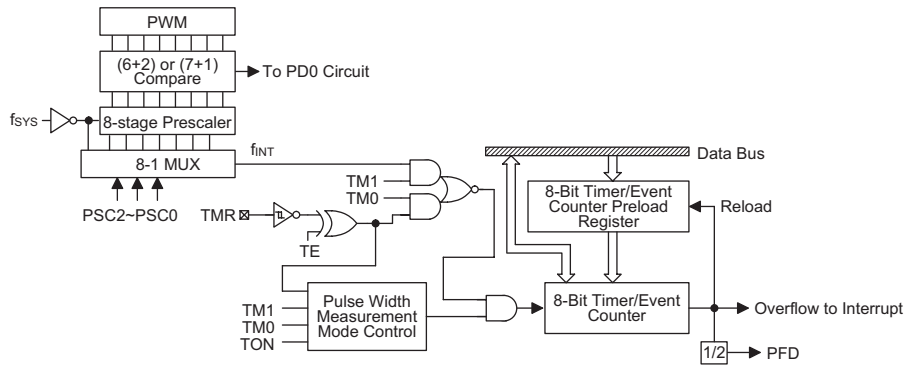 PWM
(6+2) or (7+1)
Compare
To PD0 Circuit
fSYS
8-stage Prescaler
8-1 MUX
fINT
PSC2~PSC0
TM1
TM0
TMR
TE
Data Bus
8-Bit Timer/Event
Counter Preload
Register
Reload
TM1
TM0
TON
Pulse Width
Measurement
Mode Control
8-Bit Timer/Event
Counter
Overflow to Interrupt
1/2
PFD